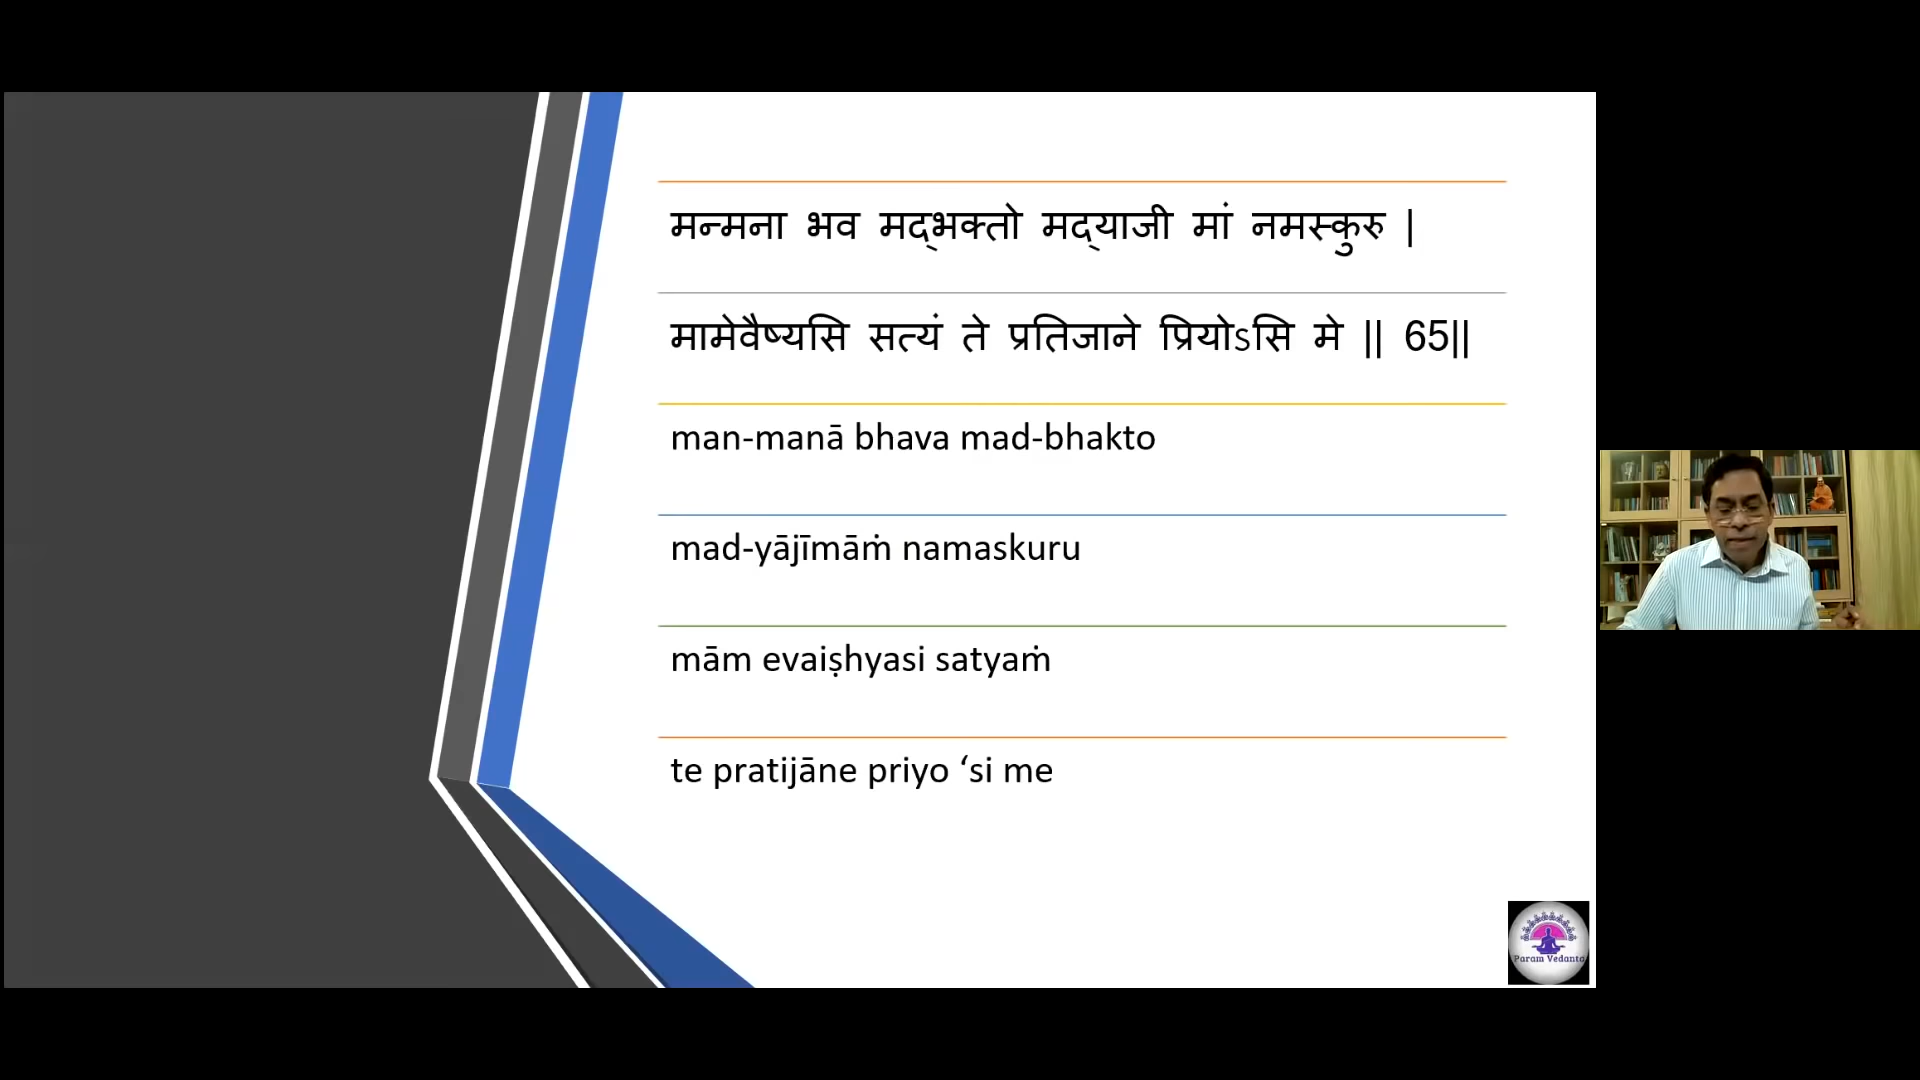 मन्मना भव मद्भक्तो मद्याजी मां नमस्कुरु |
मामेवैष्यसि सत्यं ते प्रतिजाने प्रियोऽसि मे || 65||
man-manā bhava mad-bhakto
mad-yājīmāṁ namaskuru
mām evaiṣhyasi satyaṁ
te pratijāne priyo ‘si me
Param Vedanta